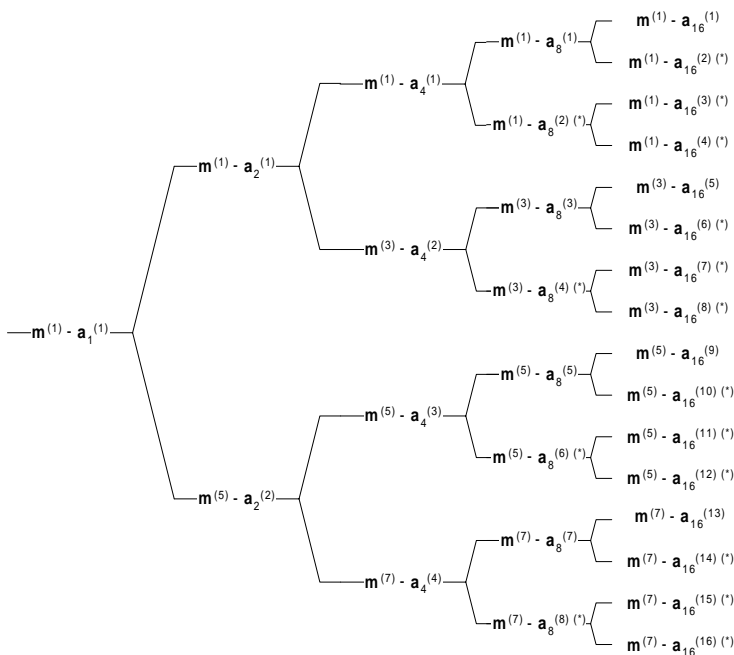 m(1) - a1(1)
m(1) - a2(1)
m(5) - a2(2)
m(1) - a4(1)
m(3) - a4(2)
m(5) - a4(3)
m(7) - a4(4)
m(1) - a8(1)
m(1) - a8(2) (*)
m(3) - a8(3)
m(3) - a8(4) (*)
m(5) - a8(5)
m(5) - a8(6) (*)
m(7) - a8(7)
m(7) - a8(8) (*)
m(1) - a16(1)
m(1) - a16(2) (*)
m(1) - a16(3) (*)
m(1) - a16(4) (*)
m(3) - a16(5)
m(3) - a16(6) (*)
m(3) - a16(7) (*)
m(3) - a16(8) (*)
m(5) - a16(9)
m(5) - a16(10) (*)
m(5) - a16(11) (*)
m(5) - a16(12) (*)
m(7) - a16(13)
m(7) - a16(14) (*)
m(7) - a16(15) (*)
m(7) - a16(16) (*)